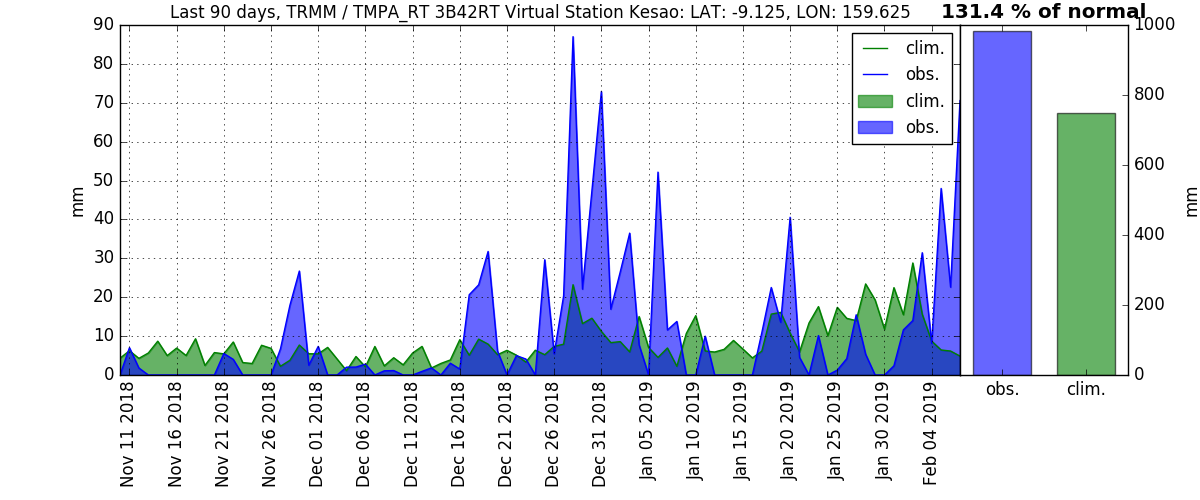 Last 90 days, TRMM / TMPA_RT 3B42RT Virtual Station Kesao: LAT: -9.125, LON: 159.625
131.4 % of normal
90
80
70
60
50
40
30
20
10
0
mm
clim.
obs.
clim.
obs.
1000
800
600
400
200
0
mm
Nov 11 2018
Nov 16 2018
Nov 21 2018
Nov 26 2018
Dec 01 2018
Dec 06 2018
Dec 11 2018
Dec 16 2018
Dec 21 2018
Dec 26 2018
Dec 31 2018
Jan 05 2019
Jan 10 2019
Jan 15 2019
Jan 20 2019
Jan 25 2019
Jan 30 2019
Feb 04 2019
obs.
clim.